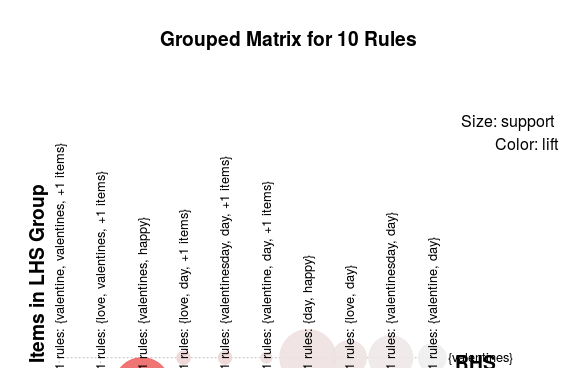 Grouped Matrix for 10 Rules
Size: support
Color: lift
Items in LHS Group
1 rules: {valentine, valentines, +1 items}
1 rules: {love, valentines, +1 items}
1 rules: {valentines, happy}
1 rules: {love, day, +1 items}
1 rules: {valentinesday, day, +1 items}
1 rules: {valentine, day, +1 items}
1 rules: {day, happy}
1 rules: {love, day}
1 rules: {valentinesday, day}
1 rules: {valentine, day}
{valentines}
RHS